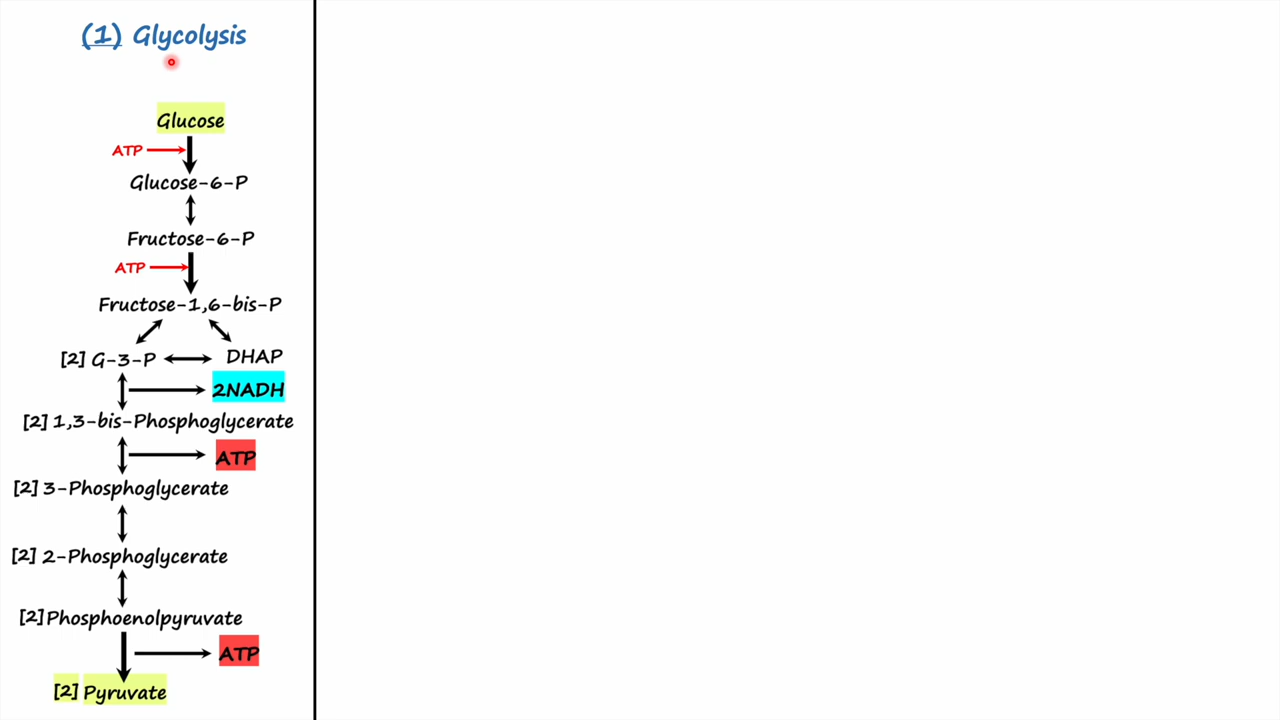 (1) Glycolysis
Glucose
ATP
Glucose-6-P
Fructose-6-P
ATP
Fructose-1,6-bis-P
[2] G-3-P
DHAP
2NADH
[2] 1,3-bis-Phosphoglycerate
ATP
[2] 3-Phosphoglycerate
[2] 2-Phosphoglycerate
[2] Phosphoenolpyruvate
ATP
[2] Pyruvate